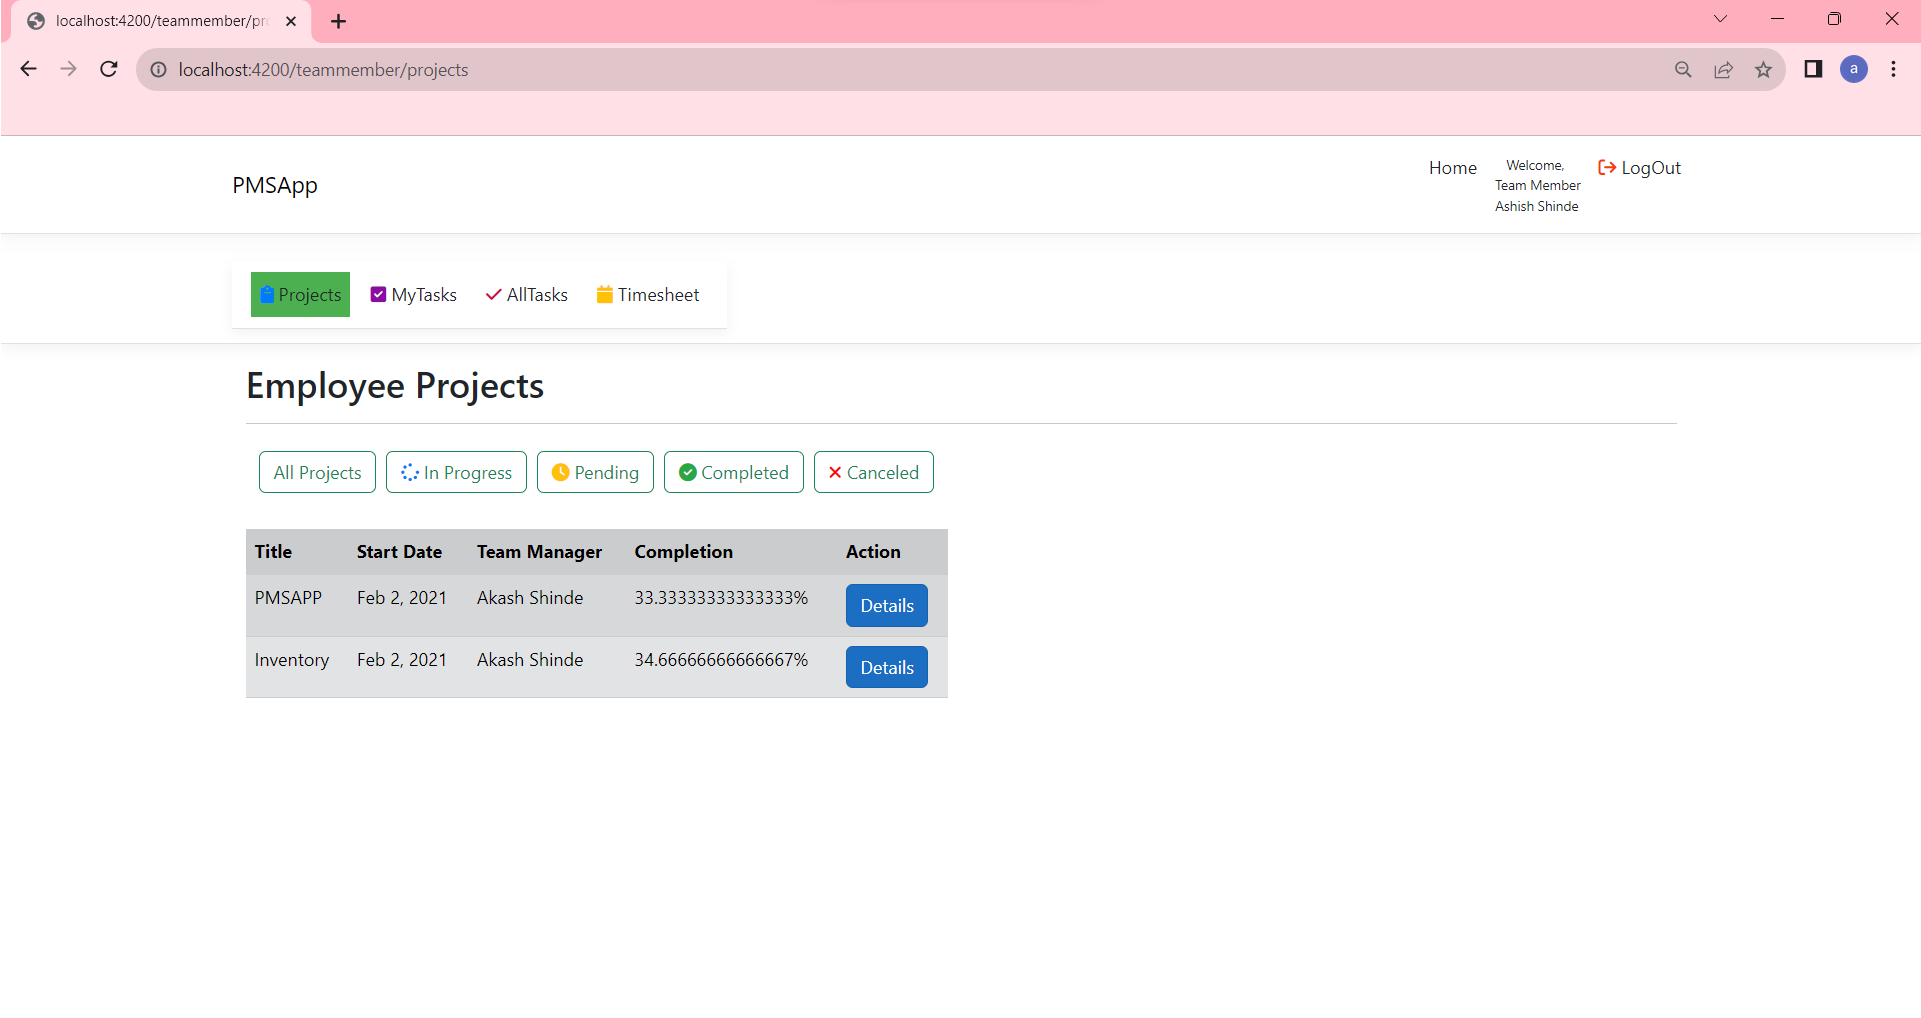 localhost:4200/teammember/pr
localhost:4200/teammember/projects
a
PMSApp
Home
Welcome,
Team Member
Ashish Shinde
LogOut
Projects MyTasks AllTasks Timesheet
Employee Projects
All Projects In Progress Pending Completed Canceled
Title Start Date Team Manager Completion Action
PMSAPP Feb 2, 2021 Akash Shinde 33.33333333333333% Details
Inventory Feb 2, 2021 Akash Shinde 34.66666666666667% Details